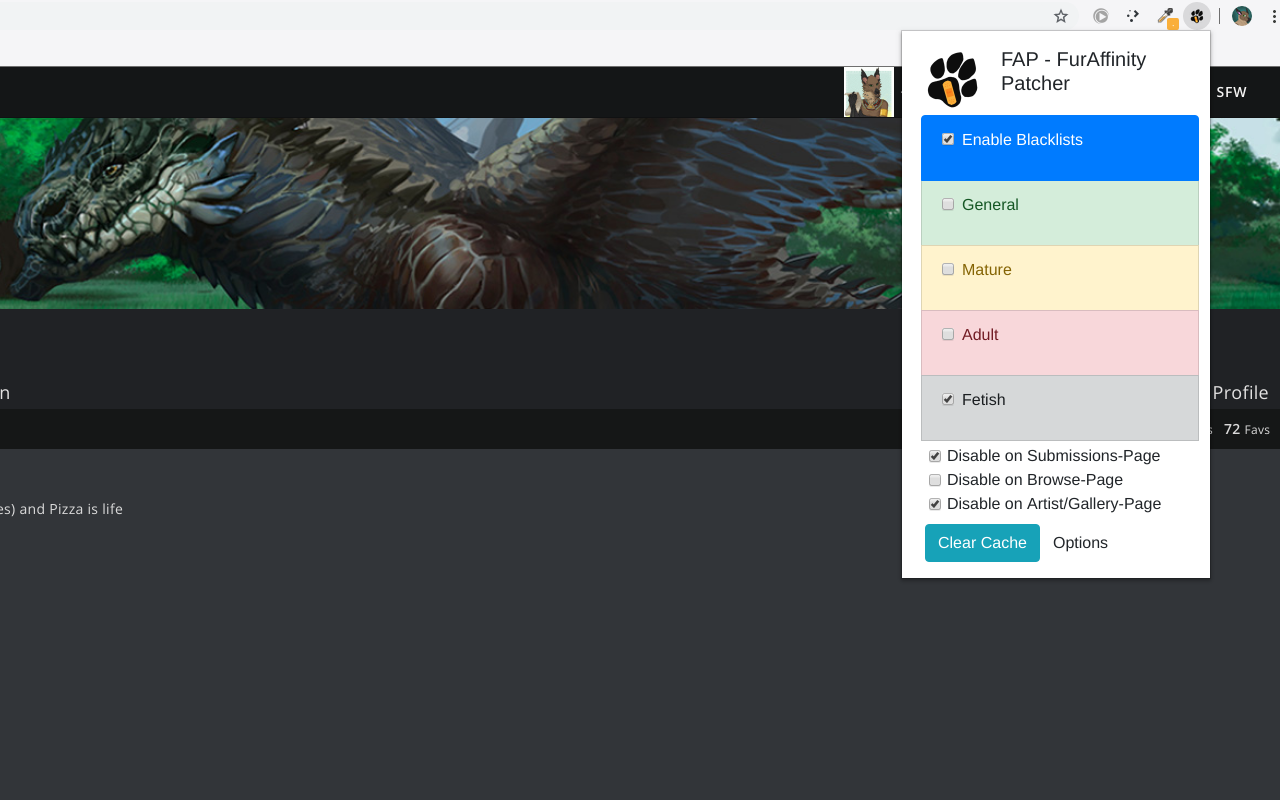 FAP - FurAffinity
Patcher
SFW
Enable Blacklists
General
Mature
Adult
Fetish
n
Profile
72 Favs
Disable on Submissions-Page
Disable on Browse-Page
Disable on Artist/Gallery-Page
es) and Pizza is life
Clear Cache
Options